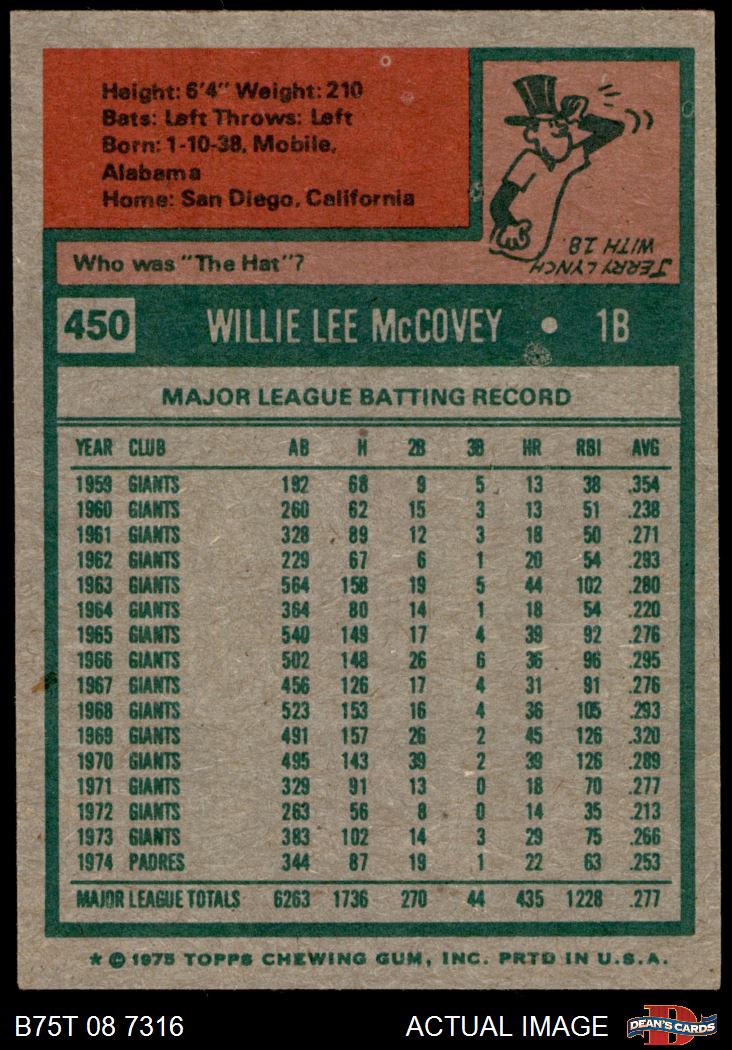 Height: 6'4" Weight: 210
Bats: Left Throws: Left
Born: 1-10-38, Mobile,
Alabama
Home: San Diego, California
Who was "The Hat"?
JERRY LYNCH
WITH 18.
450 WILLIE LEE McCOVEY • 1B
MAJOR LEAGUE BATTING RECORD
YEAR CLUB AB H 2B 3B HR RBI AVG
1959 GIANTS 192 68 9 5 13 38 .354
1960 GIANTS 260 62 15 3 13 51 .238
1961 GIANTS 328 89 12 3 18 50 .271
1962 GIANTS 229 67 6 1 20 54 .293
1963 GIANTS 564 158 19 5 44 102 .280
1964 GIANTS 364 80 14 1 18 54 .220
1965 GIANTS 540 149 17 4 39 92 .276
1966 GIANTS 502 148 26 6 36 96 .295
1967 GIANTS 456 126 17 4 31 91 .276
1968 GIANTS 523 153 16 4 36 105 .293
1969 GIANTS 491 157 26 2 45 126 .320
1970 GIANTS 495 143 39 2 39 126 .289
1971 GIANTS 329 91 13 0 18 70 .277
1972 GIANTS 263 56 8 0 14 35 .213
1973 GIANTS 383 102 14 3 29 75 .266
1974 PADRES 344 87 19 1 22 63 .253
MAJOR LEAGUE TOTALS 6263 1736 270 44 435 1228 .277
* © 1975 TOPPS CHEWING GUM, INC. PRTD IN U.S.A.
B75T 08 7316 ACTUAL IMAGE
DEAN'S CARDS